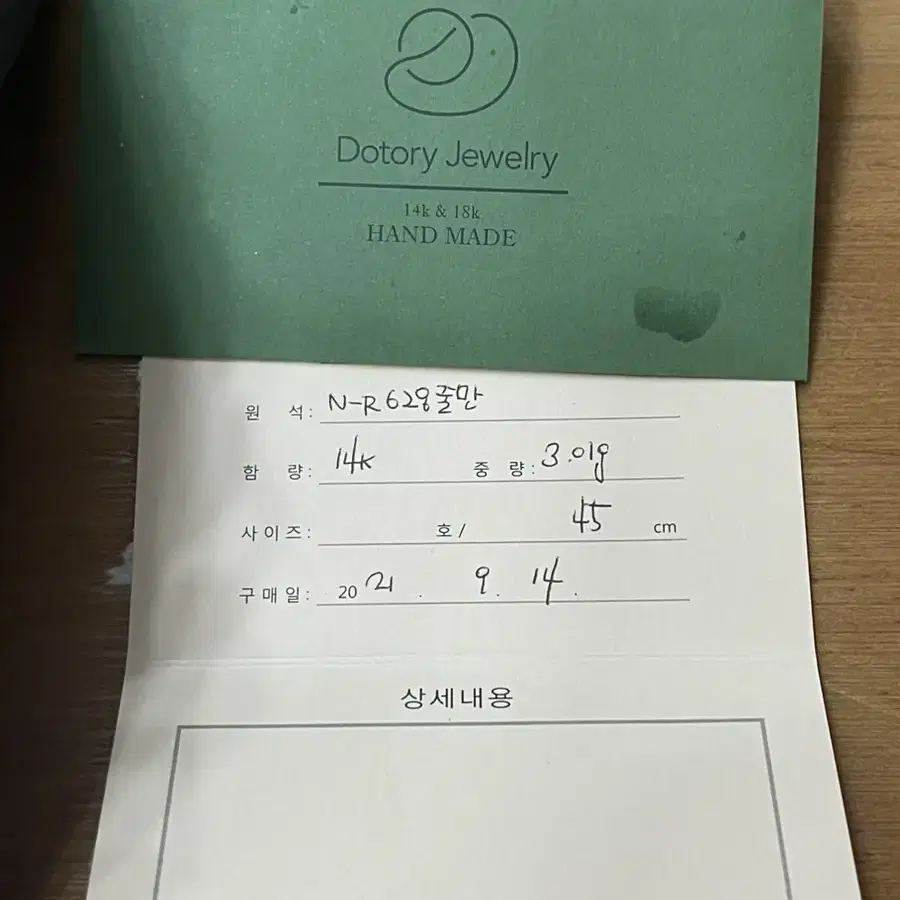 Dotory Jewelry
14k & 18k
HAND MADE
원 석: N-R628줄만
함 량: 14K 중 량: 3.01g
사이즈: 호/ 45 cm
구매일: 2021. 9. 14.
상세내용